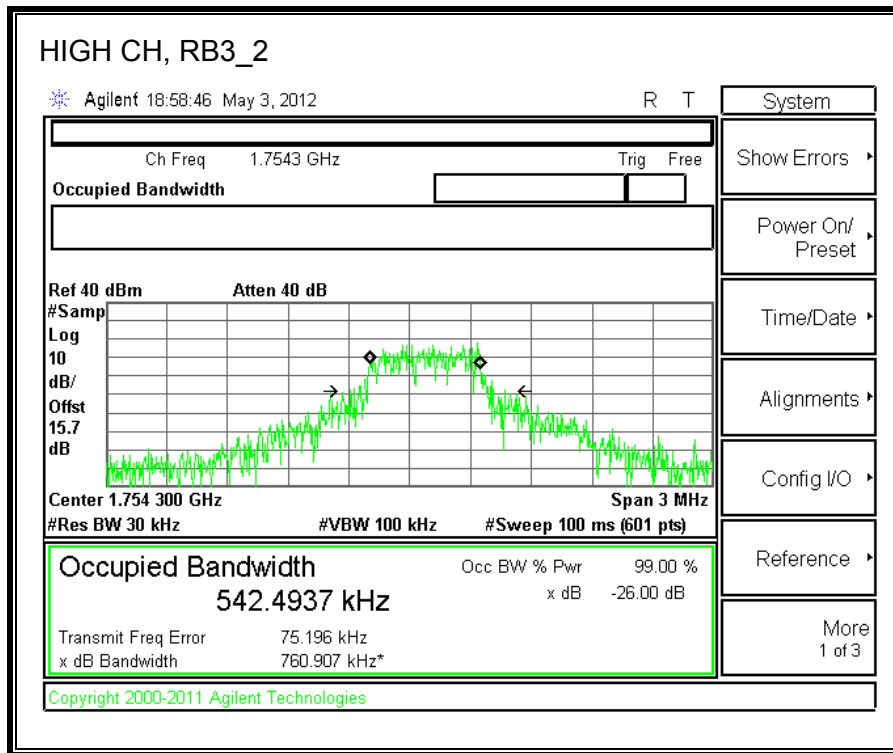 HIGH CH, RB3_2
Agilent 18:58:46 May 3, 2012 R T
System
Ch Freq 1.7543 GHz Trig Free
Show Errors
Occupied Bandwidth
Power On/
Preset
Ref 40 dBm Atten 40 dB
#Samp
Log
10
dB/
Offst
15.7
dB
Time/Date
Alignments
Config I/O
Center 1.754 300 GHz Span 3 MHz
#Res BW 30 kHz #VBW 100 kHz #Sweep 100 ms (601 pts)
Occupied Bandwidth Occ BW % Pwr 99.00 %
542.4937 kHz x dB -26.00 dB
Reference
Transmit Freq Error 75.196 kHz
x dB Bandwidth 760.907 kHz*
More
1 of 3
Copyright 2000-2011 Agilent Technologies